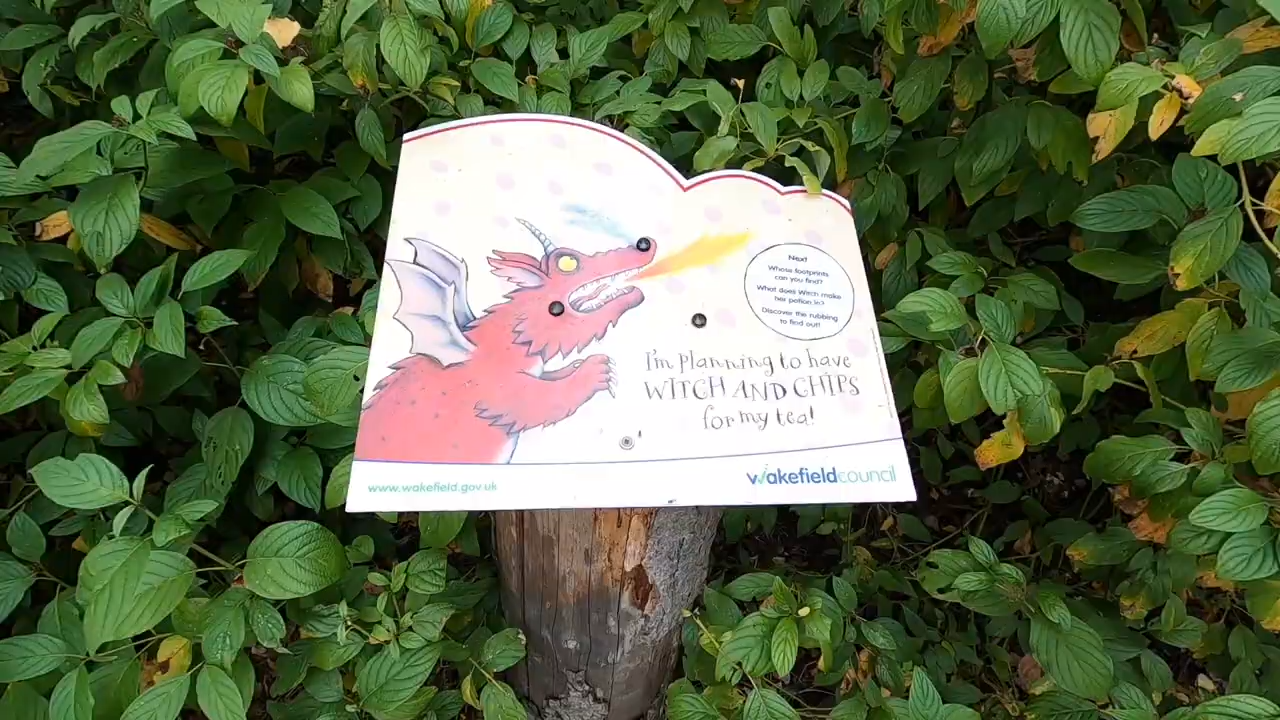 Next
Whose footprints
can you find?
What does Witch make
her potion in?
Discover the rubbing
to find out!
I'm planning to have
WITCH AND CHIPS
for my tea!
www.wakefield.gov.uk
wakefieldcouncil